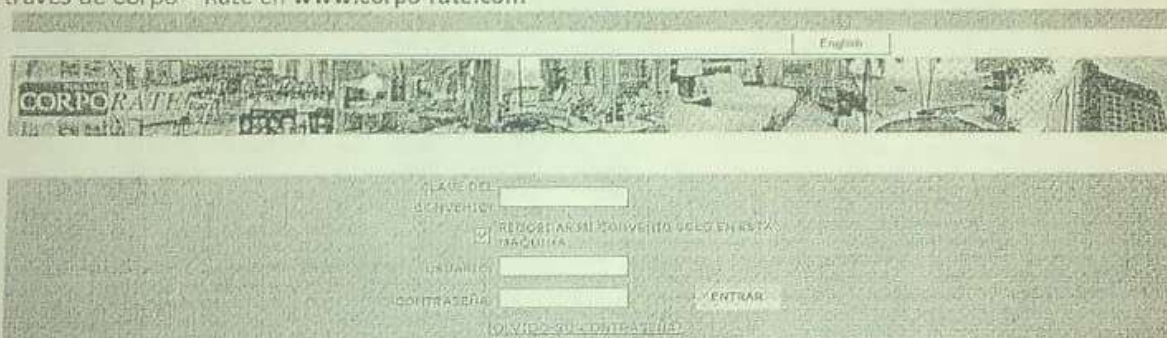 través de Corpo - Rate en www.corpo-rate.com
English
CORPORATE
CLAVE DEL
CONVENIO:
RECORDAR MI CONVENIO SOLO EN ESTA
MAQUINA
USUARIO:
CONTRASEÑA:
ENTRAR
¿OLVIDO SU CONTRASEÑA?